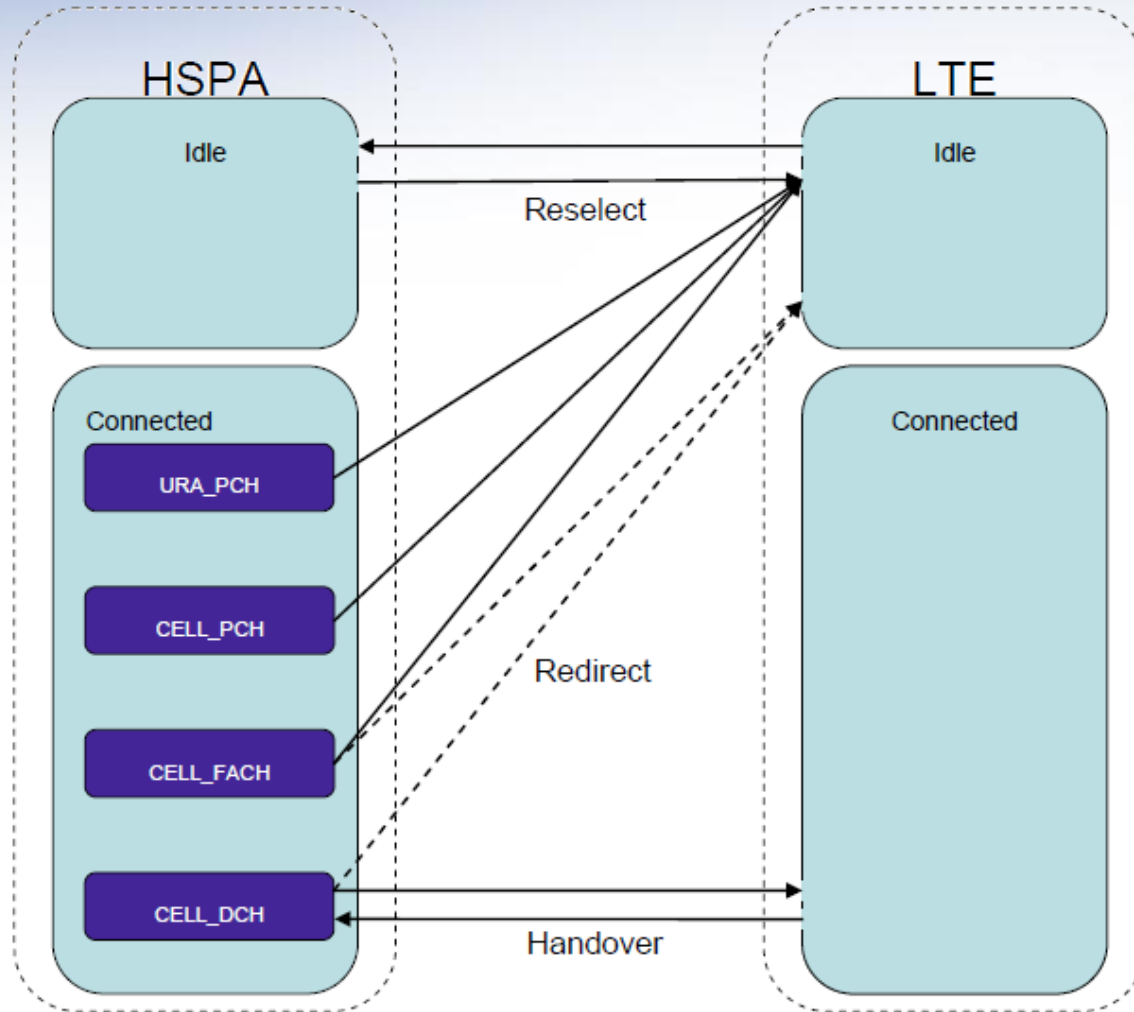 HSPA
LTE
Idle
Idle
Reselect
Connected
Connected
URA_PCH
CELL_PCH
Redirect
CELL_FACH
CELL_DCH
Handover